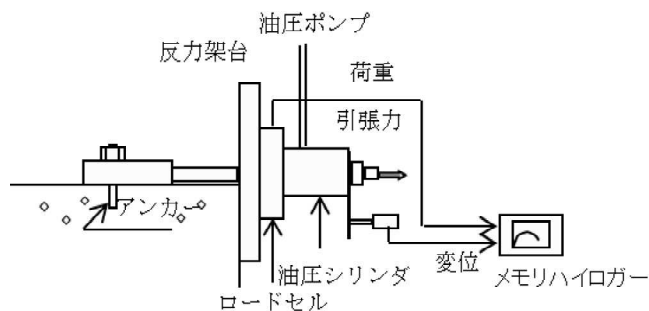 油圧ポンプ
反力架台
荷重
引張力
アンカー
油圧シリンダ
変位
メモリハイロガー
ロードセル